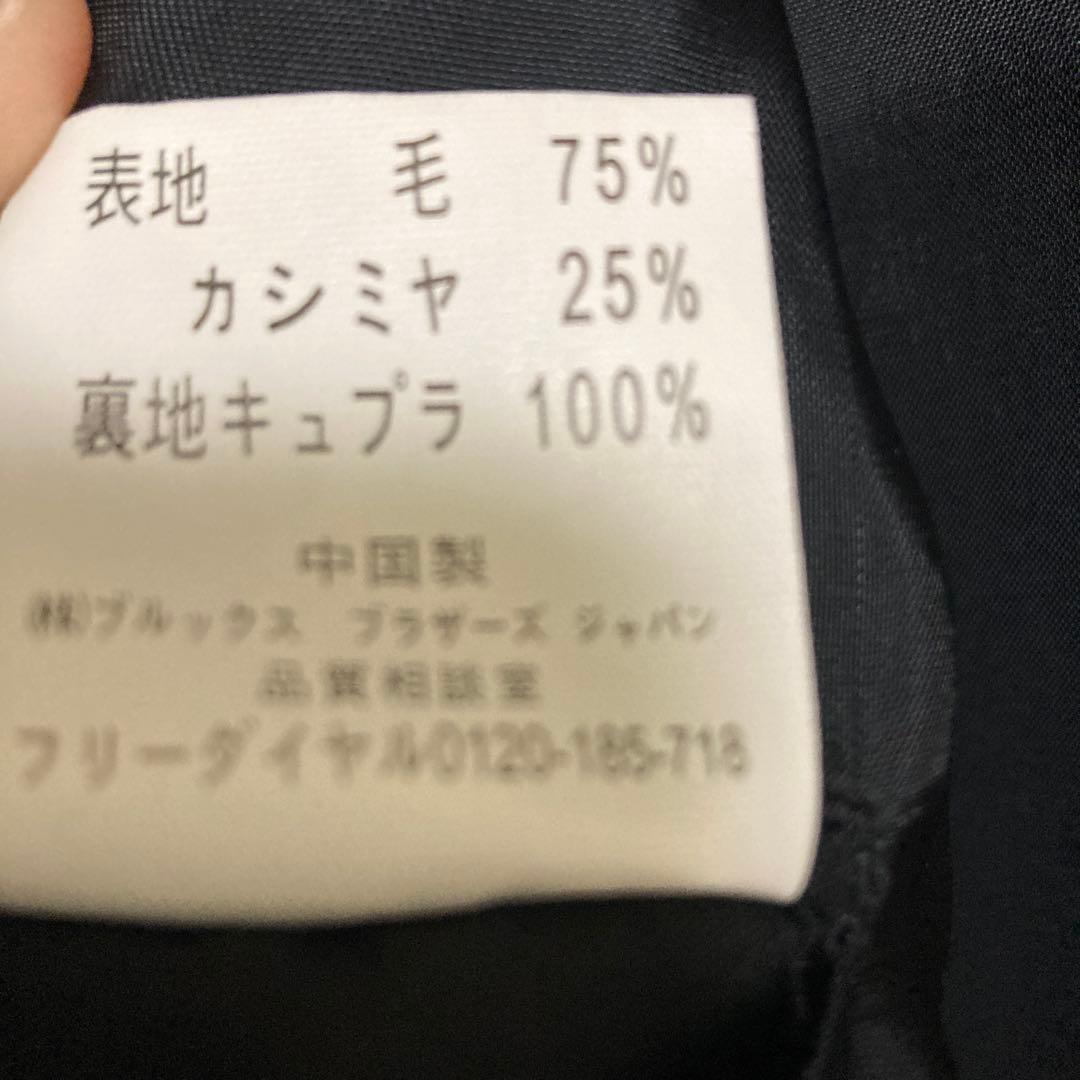 表地 毛 75%
カシミヤ 25%
裏地キュプラ 100%
中国製
(株)ブルックス ブラザーズ ジャパン
品質相談室
フリーダイヤル0120-185-718